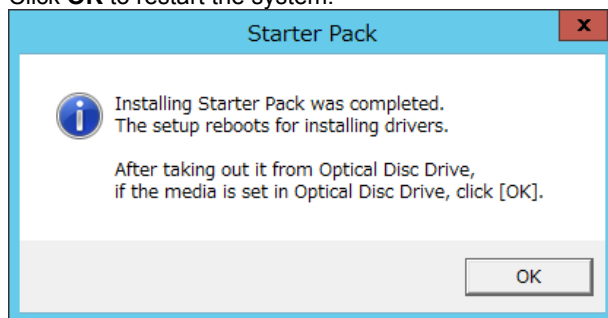 Click OK to restart the system.
Starter Pack
x
Installing Starter Pack was completed.
The setup reboots for installing drivers.
After taking out it from Optical Disc Drive,
if the media is set in Optical Disc Drive, click [OK].
OK